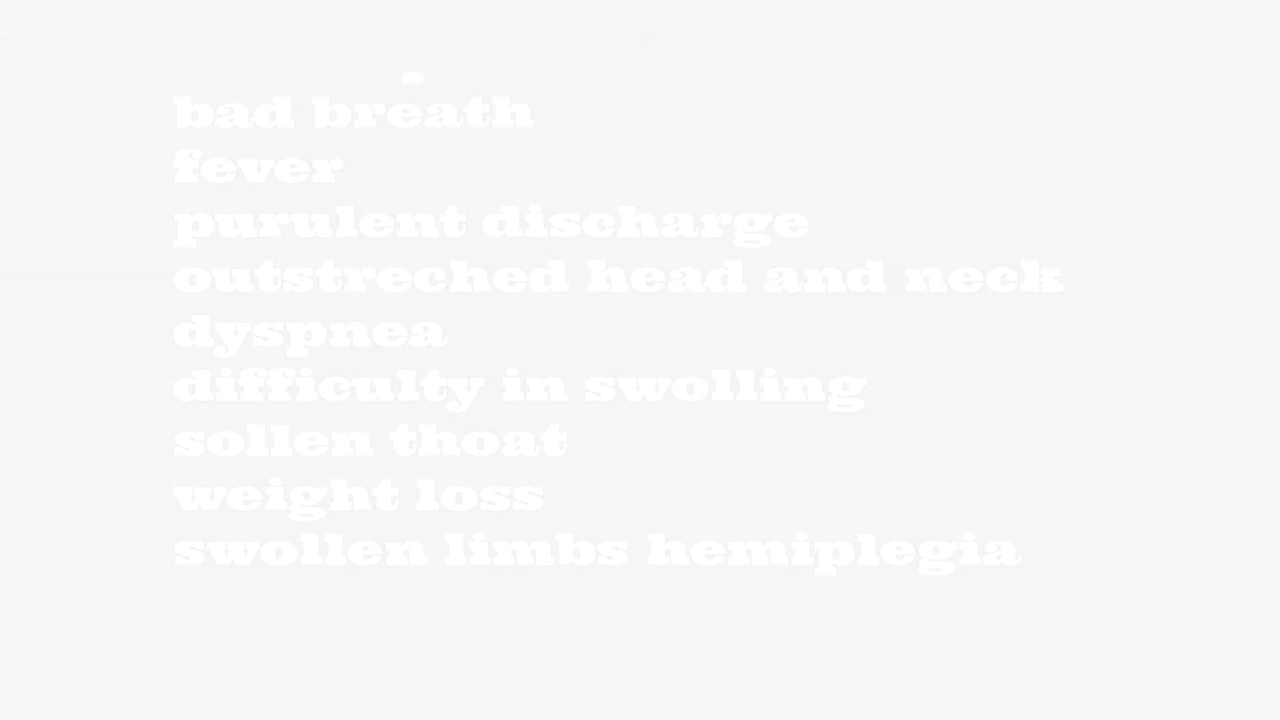 bad breath
fever
purulent discharge
outstreched head and neck
dyspnea
difficulty in swolling
sollen thoat
weight loss
swollen limbs hemiplegia